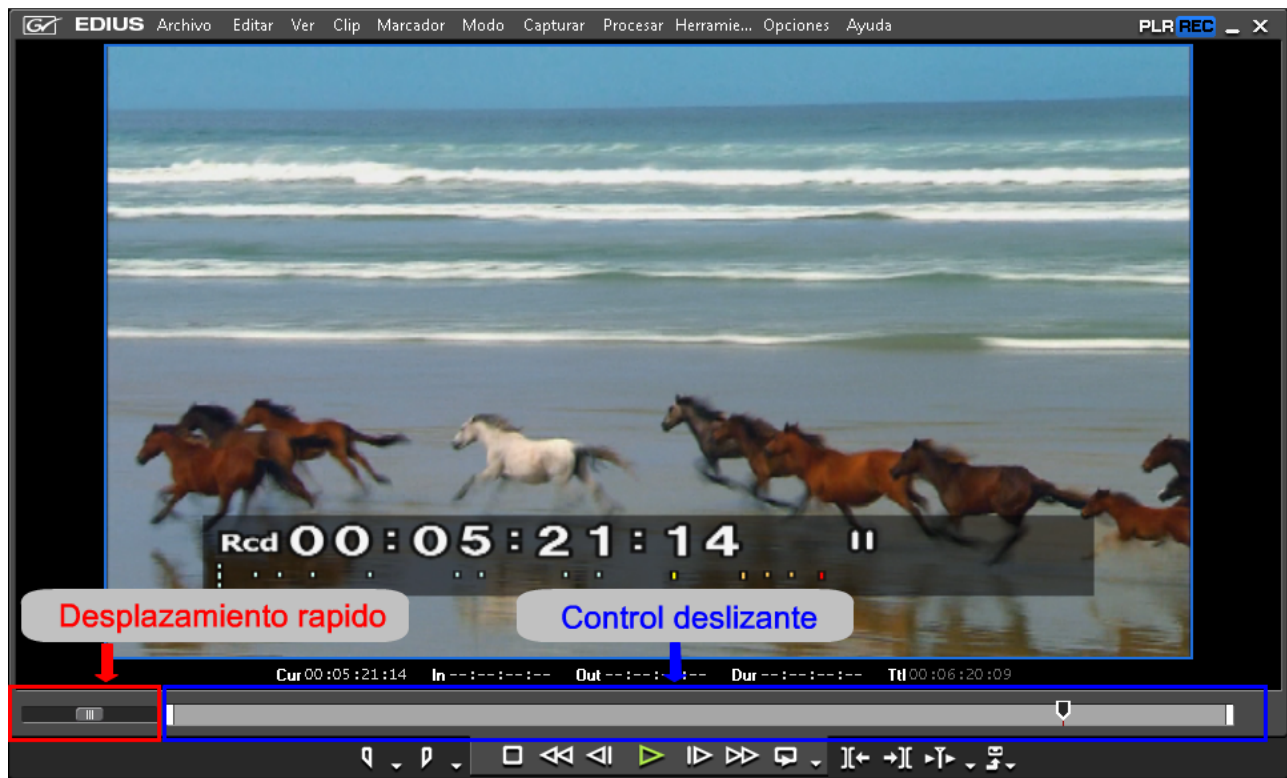 GV EDIUS Archivo Editar Ver Clip Marcador Modo Capturar Procesar Herramie... Opciones Ayuda PLR REC
Rcd 00:05:21:14
Desplazamiento rapido
Control deslizante
Cur 00:05:21:14 In --:--:--:-- Out --:--:--:-- Dur --:--:--:-- Ttl 00:06:20:09